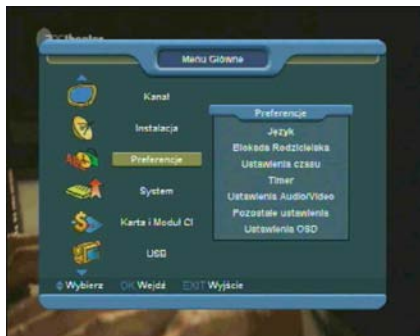 Menu Główne
Kanał
Instalacja
Preferencje
System
Karta i Moduł CI
USB
Preferencje
Język
Blokada Rodzicielska
Ustawienia czasu
Timer
Ustawienia Audio/Video
Pozostałe ustawienia
Ustawienia OSD
Wybierz OK Wejdź EXIT Wyjście